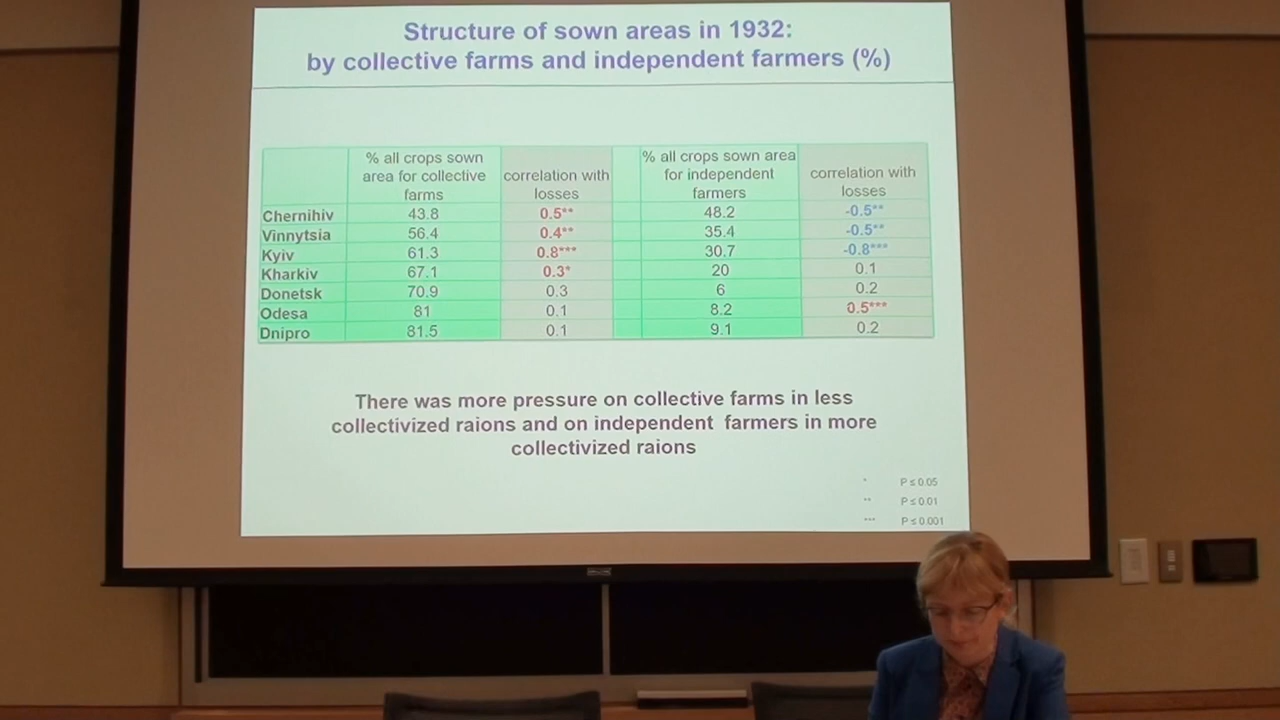 Structure of sown areas in 1932:
by collective farms and independent farmers (%)
% all crops sown area for collective farms correlation with losses % all crops sown area for independent farmers correlation with losses
Chernihiv 43.8 0.5** 48.2 -0.5**
Vinnytsia 56.4 0.4** 35.4 -0.5**
Kyiv 61.3 0.8*** 30.7 -0.8***
Kharkiv 67.1 0.3* 20 0.1
Donetsk 70.9 0.3 6 0.2
Odesa 81 0.1 8.2 0.5***
Dnipro 81.5 0.1 9.1 0.2
There was more pressure on collective farms in less
collectivized raions and on independent farmers in more
collectivized raions
* P ≤ 0.05
** P ≤ 0.01
*** P ≤ 0.001